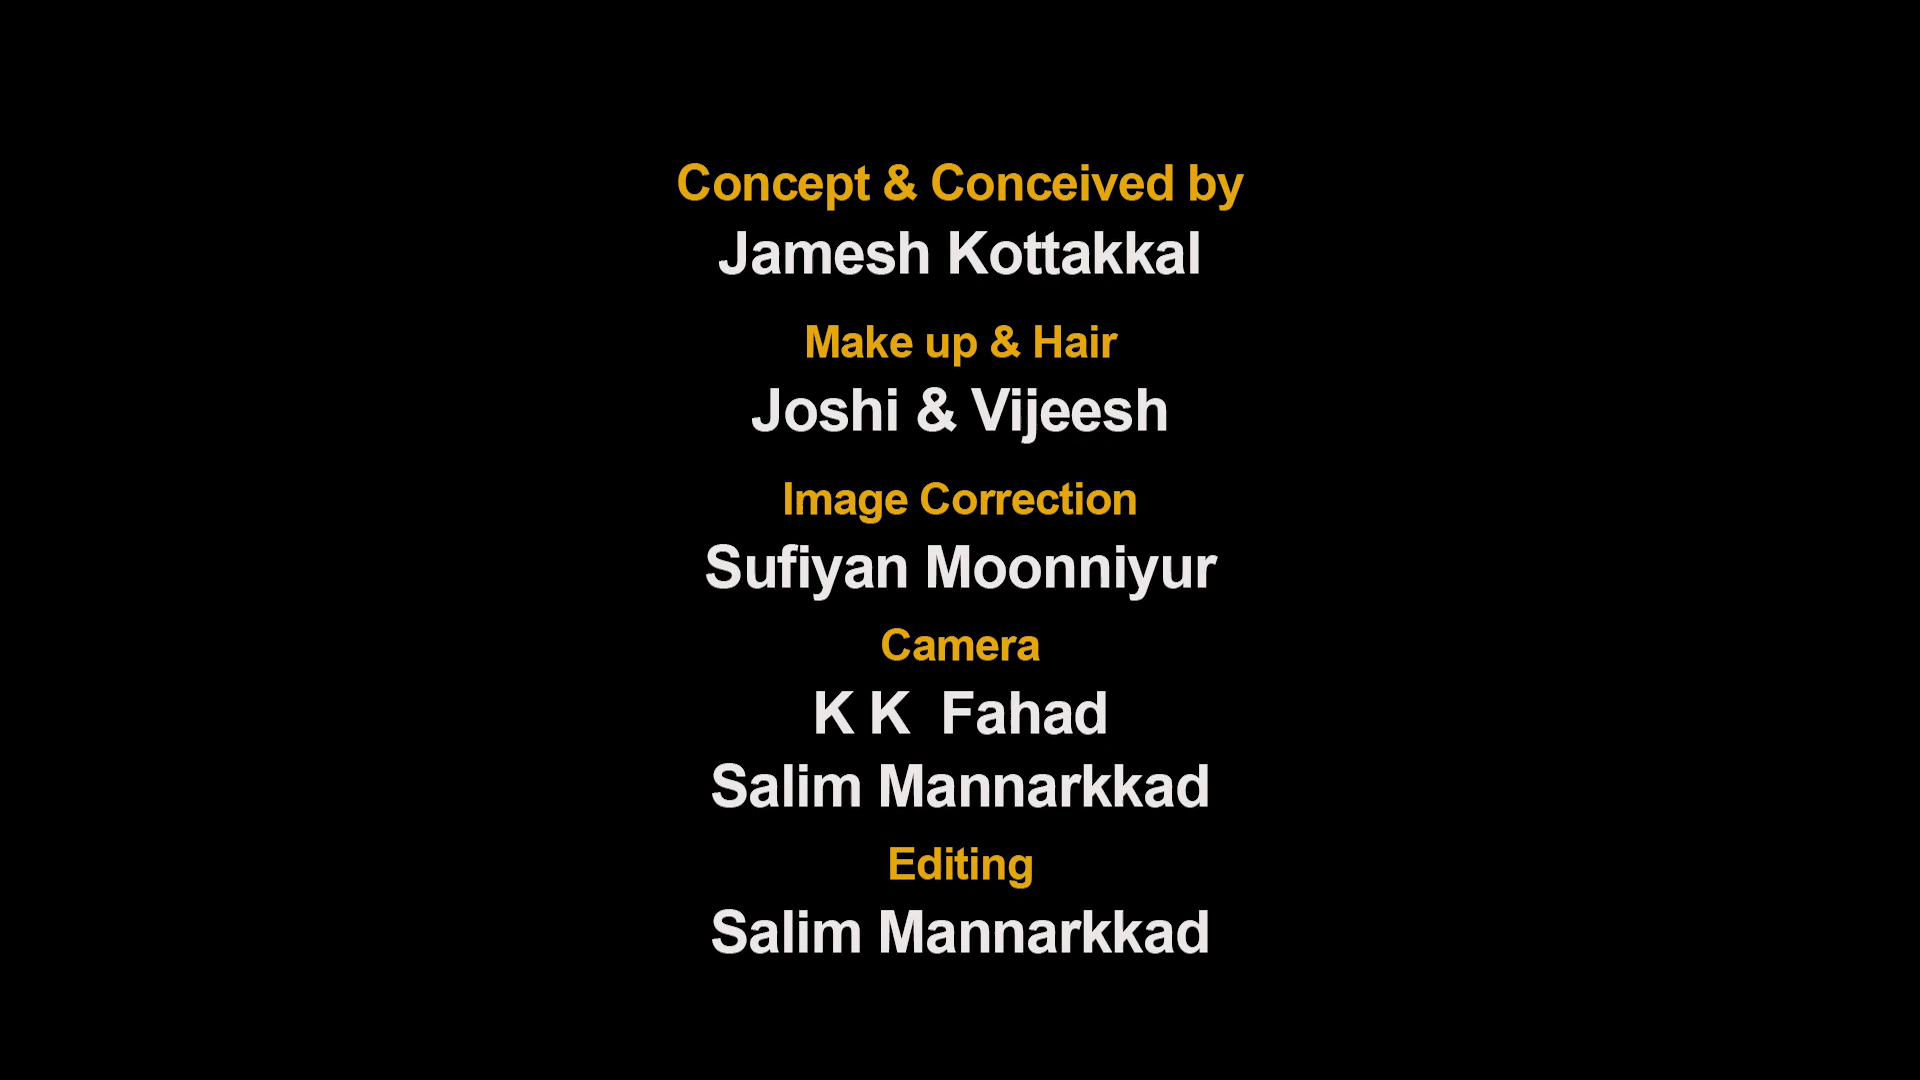 Concept & Conceived by
Jamesh Kottakkal
Make up & Hair
Joshi & Vijeesh
Image Correction
Sufiyan Moonniyur
Camera
K K  Fahad
Salim Mannarkkad
Editing
Salim Mannarkkad